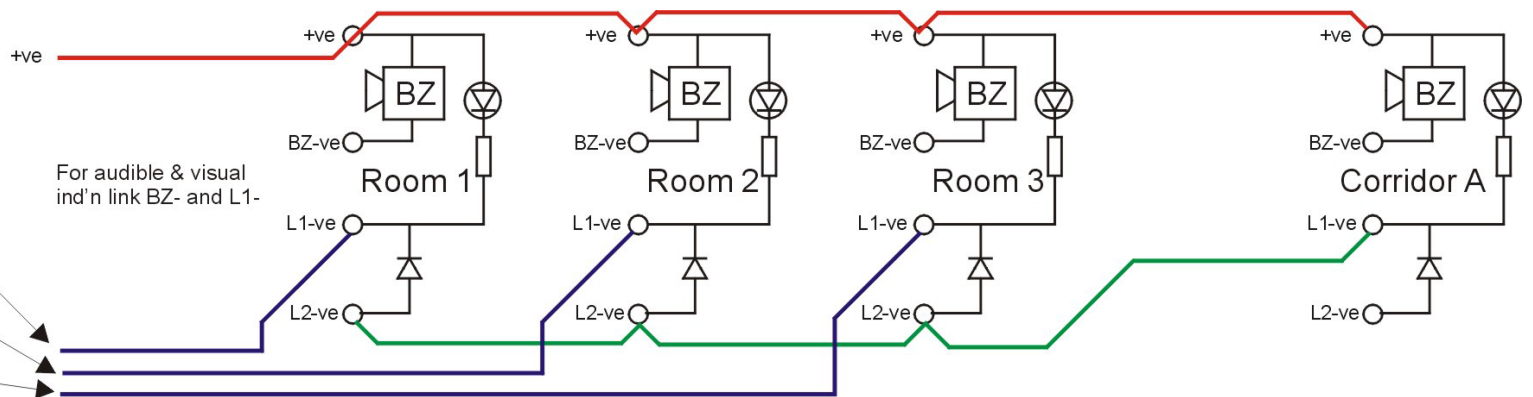 +ve
+ve
BZ
BZ-ve
Room 1
L1-ve
L2-ve
+ve
BZ
BZ-ve
Room 2
L1-ve
L2-ve
+ve
BZ
BZ-ve
Room 3
L1-ve
L2-ve
+ve
BZ
BZ-ve
Corridor A
L1-ve
L2-ve
For audible & visual
ind'n link BZ- and L1-